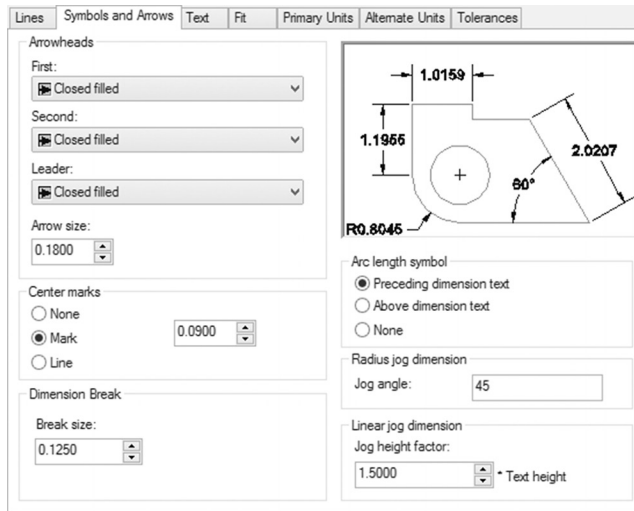 Lines Symbols and Arrows Text Fit Primary Units Alternate Units Tolerances
Arrowheads
First:
Closed filled
Second:
Closed filled
Leader:
Closed filled
Arrow size:
0.1800
Center marks
None
Mark
0.0900
Line
Dimension Break
Break size:
0.1250
1.0159
1.1955
2.0207
60°
R0.8045
Arc length symbol
Preceding dimension text
Above dimension text
None
Radius jog dimension
Jog angle: 45
Linear jog dimension
Jog height factor:
1.5000 * Text height